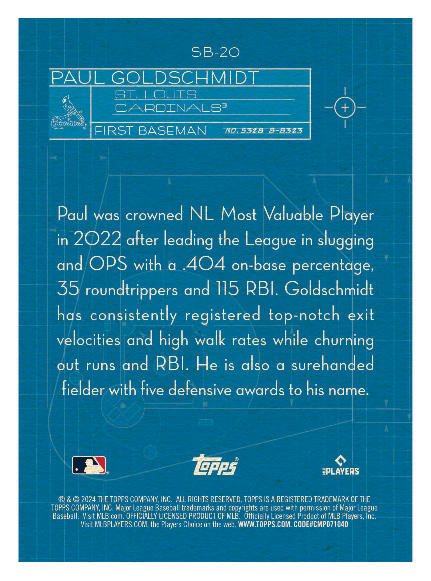 SB-20
PAUL GOLDSCHMIDT
ST. LOUIS
CARDINALS®
FIRST BASEMAN
Paul was crowned NL Most Valuable Player
in 2022 after leading the League in slugging
and OPS with a .404 on-base percentage,
35 roundtrippers and 115 RBI. Goldschmidt
has consistently registered top-notch exit
velocities and high walk rates while churning
out runs and RBI. He is also a surehanded
fielder with five defensive awards to his name.
Topps®
PLAYERS
® & © 2024 THE TOPPS COMPANY, INC. ALL RIGHTS RESERVED. TOPPS IS A REGISTERED TRADEMARK OF THE
TOPPS COMPANY, INC. Major League Baseball trademarks and copyrights are used with permission of Major League
Baseball. Visit MLB.com. OFFICIALLY LICENSED PRODUCT OF MLB. Officially Licensed Product of MLB Players, Inc.
Visit MLBPLAYERS.COM, the Players Choice on the web. WWW.TOPPS.COM. CODE#CMP071040